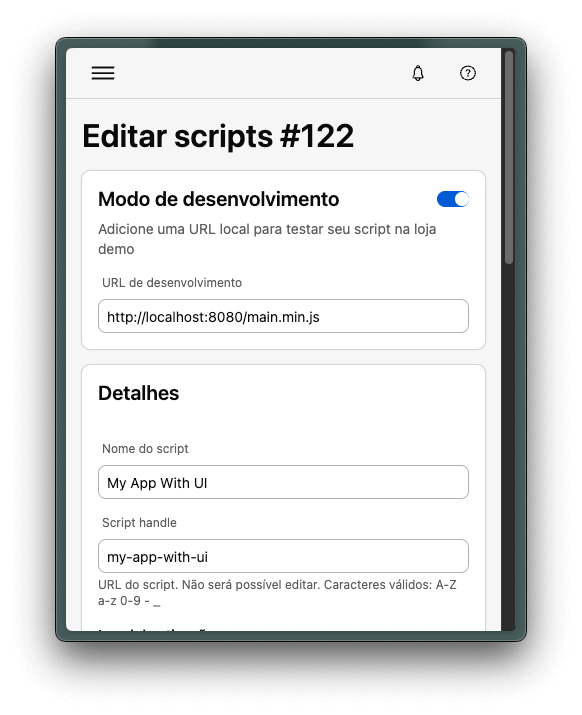 Editar scripts #122
Modo de desenvolvimento
Adicione uma URL local para testar seu script na loja
demo
URL de desenvolvimento
http://localhost:8080/main.min.js
Detalhes
Nome do script
My App With UI
Script handle
my-app-with-ui
URL do script. Não será possível editar. Caracteres válidos: A-Z
a-z 0-9 - _